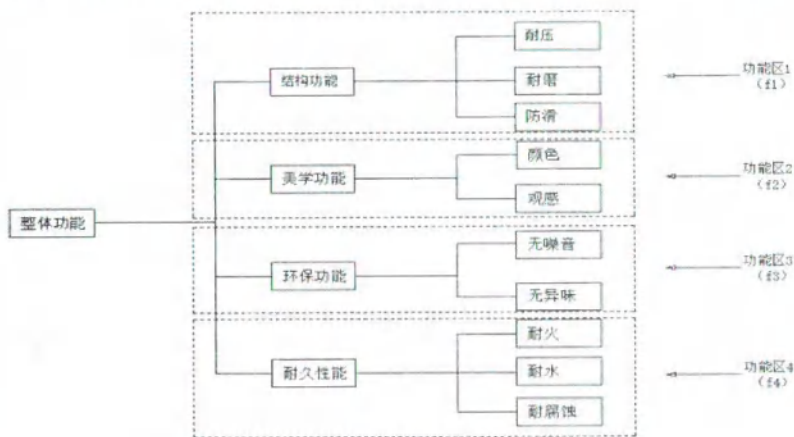 耐压
结构功能
耐磨
功能区1
（f1）
防滑
颜色
美学功能
功能区2
（f2）
观感
整体功能
无噪音
环保功能
功能区3
（f3）
无异味
耐火
耐久性能
耐水
功能区4
（f4）
耐腐蚀